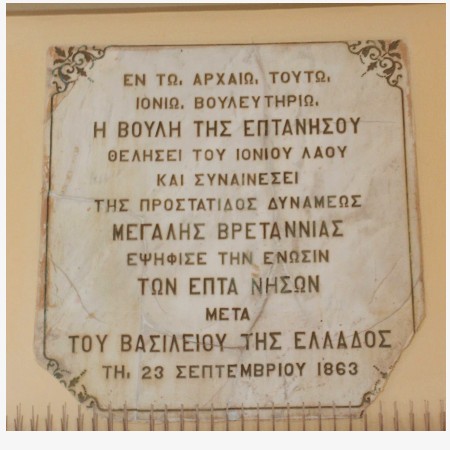 ΕΝ ΤΩ, ΑΡΧΑΙΩ, ΤΟΥΤΩ,
ΙΟΝΙΩ, ΒΟΥΛΕΥΤΗΡΙΩ,
Η ΒΟΥΛΗ ΤΗΣ ΕΠΤΑΝΗΣΟΥ
ΘΕΛΗΣΕΙ ΤΟΥ ΙΟΝΙΟΥ ΛΑΟΥ
ΚΑΙ ΣΥΝΑΙΝΕΣΕΙ
ΤΗΣ ΠΡΟΣΤΑΤΙΔΟΣ ΔΥΝΑΜΕΩΣ
ΜΕΓΑΛΗΣ ΒΡΕΤΑΝΝΙΑΣ
ΕΨΗΦΙΣΕ ΤΗΝ ΕΝΩΣΙΝ
ΤΩΝ ΕΠΤΑ ΝΗΣΩΝ
ΜΕΤΑ
ΤΟΥ ΒΑΣΙΛΕΙΟΥ ΤΗΣ ΕΛΛΑΔΟΣ
ΤΗ, 23 ΣΕΠΤΕΜΒΡΙΟΥ 1863